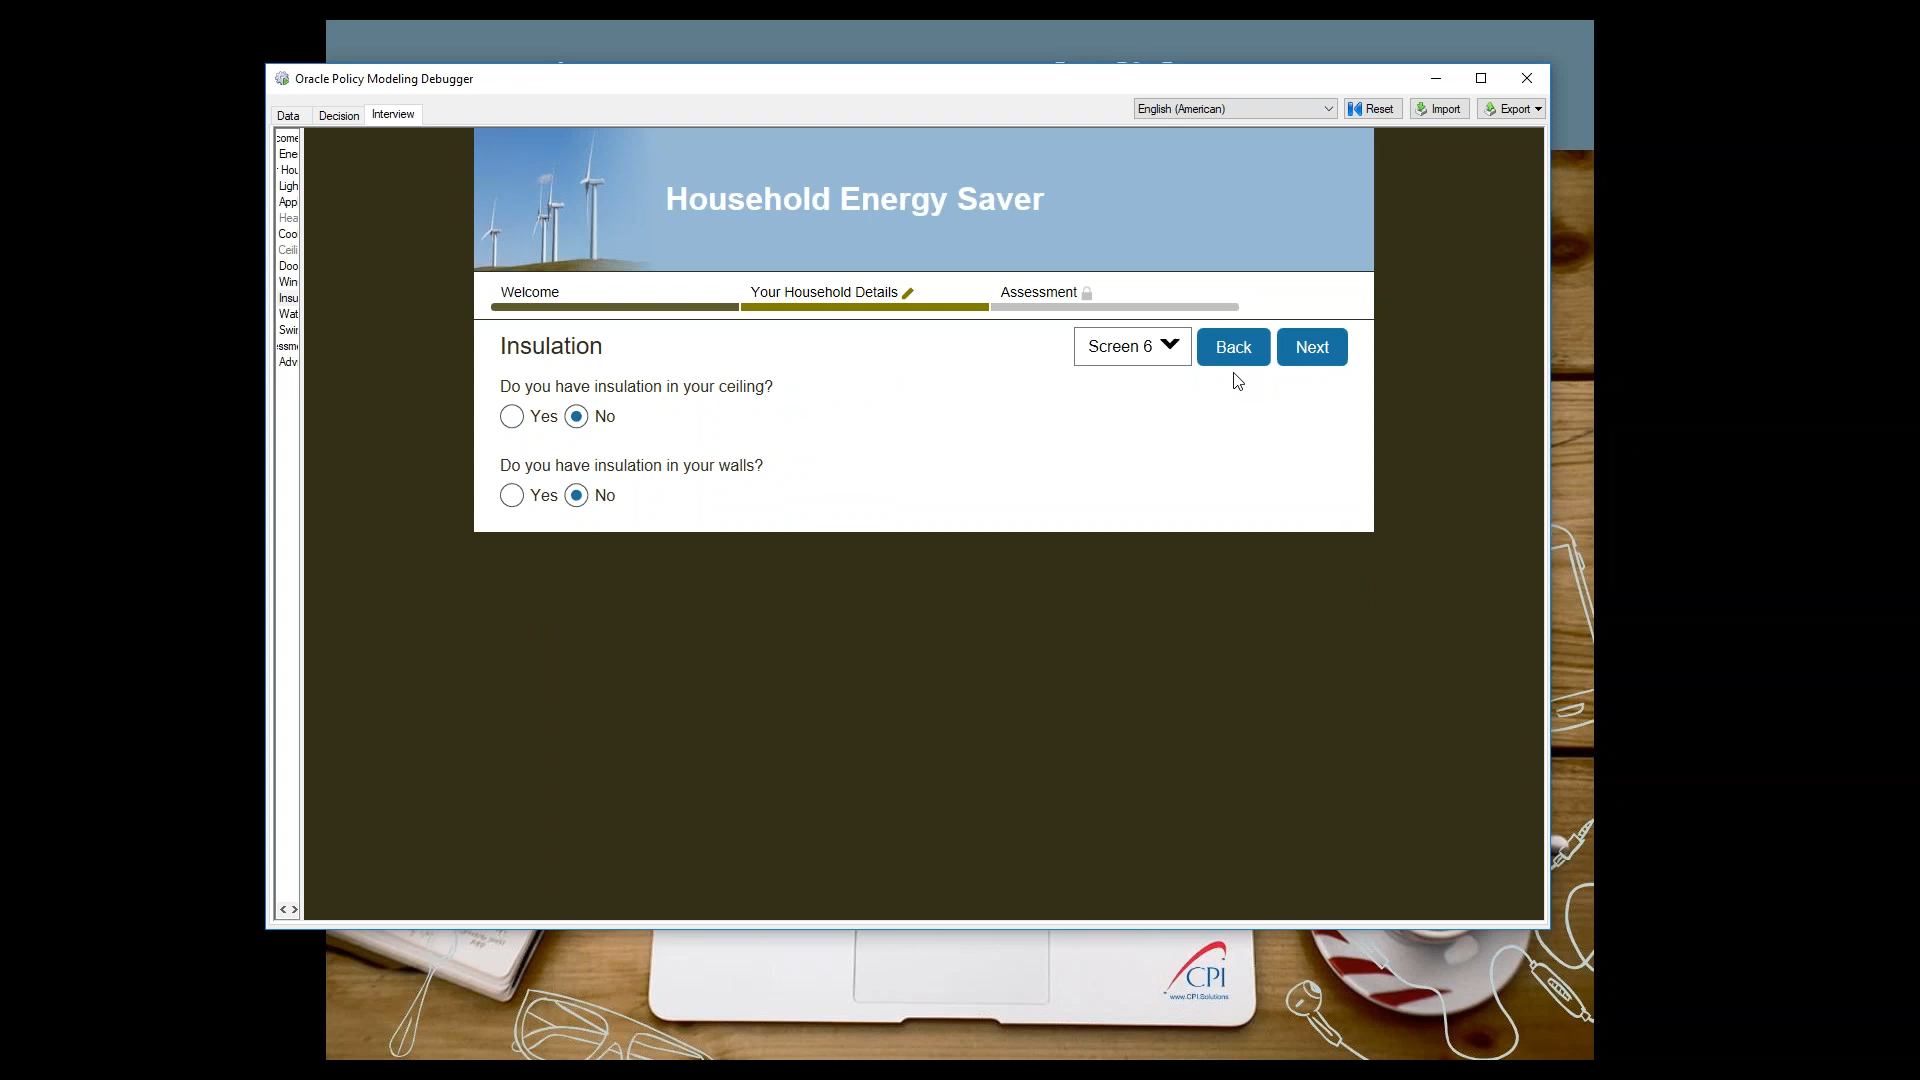 Oracle Policy Modeling Debugger
Data
Decision
Interview
English (American)
Reset
Import
Export
come
Ene
Hou
Ligh
App
Hea
Coo
Ceili
Doo
Win
Insu
Wat
Swi
essm
Adv
Household Energy Saver
Welcome
Your Household Details
Assessment
Insulation
Screen 6
Back
Next
Do you have insulation in your ceiling?
Yes
No
Do you have insulation in your walls?
Yes
No
CPI
www.CPI.Solutions